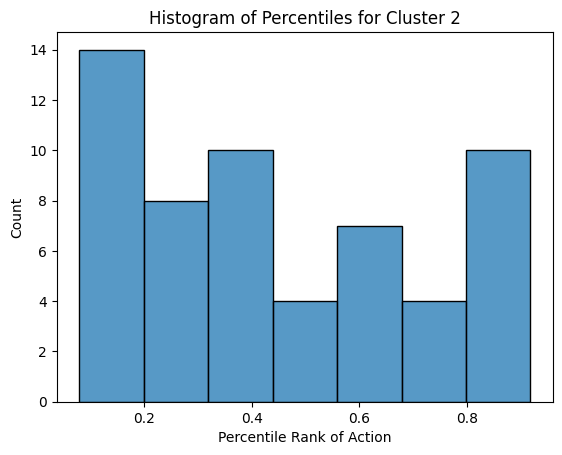 Histogram of Percentiles for Cluster 2
14
12
10
8
6
4
2
0
Count
0.2 0.4 0.6 0.8
Percentile Rank of Action